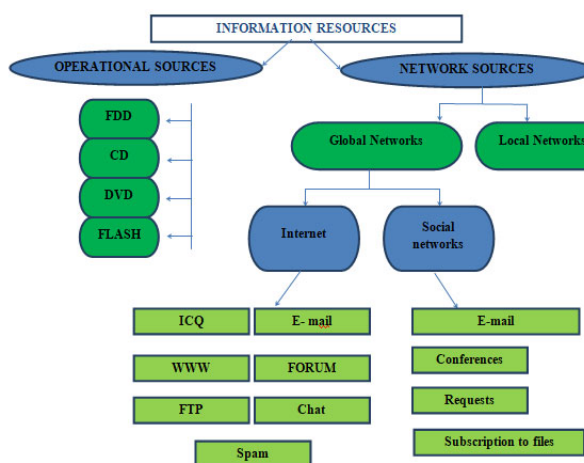 INFORMATION RESOURCES
OPERATIONAL SOURCES
NETWORK SOURCES
FDD
CD
DVD
FLASH
Global Networks
Local Networks
Internet
Social
networks
ICQ
E- mail
E-mail
WWW
FORUM
Conferences
FTP
Chat
Requests
Spam
Subscription to files